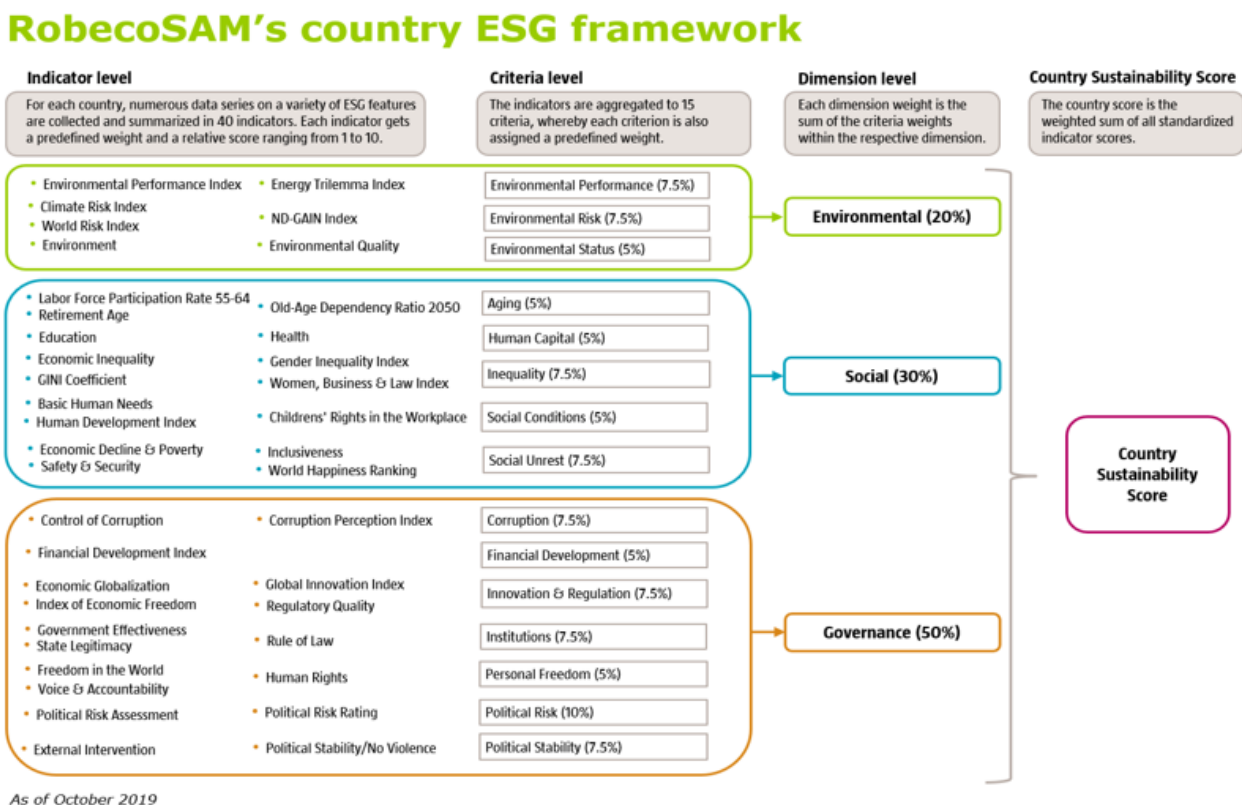 RobecoSAM's country ESG framework
Indicator level
For each country, numerous data series on a variety of ESG features
are collected and summarized in 40 indicators. Each indicator gets
a predefined weight and a relative score ranging from 1 to 10.
Criteria level
The indicators are aggregated to 15
criteria, whereby each criterion is also
assigned a predefined weight.
Dimension level
Each dimension weight is the
sum of the criteria weights
within the respective dimension.
Country Sustainability Score
The country score is the
weighted sum of all standardized
indicator scores.
• Environmental Performance Index
• Energy Trilemma Index
Environmental Performance (7.5%)
• Climate Risk Index
• World Risk Index
• ND-GAIN Index
Environmental Risk (7.5%)
• Environment
• Environmental Quality
Environmental Status (5%)
Environmental (20%)
• Labor Force Participation Rate 55-64
• Retirement Age
• Old-Age Dependency Ratio 2050
Aging (5%)
• Education
• Health
Human Capital (5%)
• Economic Inequality
• GINI Coefficient
• Gender Inequality Index
• Women, Business & Law Index
Inequality (7.5%)
• Basic Human Needs
• Human Development Index
• Childrens' Rights in the Workplace
Social Conditions (5%)
• Economic Decline & Poverty
• Safety & Security
• Inclusiveness
• World Happiness Ranking
Social Unrest (7.5%)
Social (30%)
• Control of Corruption
• Corruption Perception Index
Corruption (7.5%)
• Financial Development Index
Financial Development (5%)
• Economic Globalization
• Index of Economic Freedom
• Global Innovation Index
• Regulatory Quality
Innovation & Regulation (7.5%)
• Government Effectiveness
• State Legitimacy
• Rule of Law
Institutions (7.5%)
• Freedom in the World
• Voice & Accountability
• Human Rights
Personal Freedom (5%)
• Political Risk Assessment
• Political Risk Rating
Political Risk (10%)
• External Intervention
• Political Stability/No Violence
Political Stability (7.5%)
Governance (50%)
Country
Sustainability
Score
As of October 2019